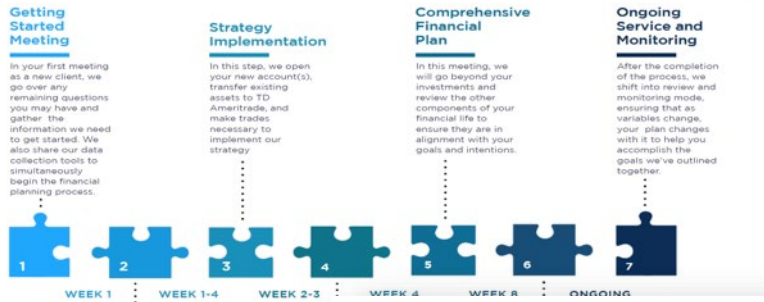 Getting
Started
Meeting
In your first meeting
as a new client, we
go over any
remaining questions
you may have and
gather the
information we need
to get started. We
also share our data
collection tools to
simultaneously
begin the financial
planning process.
Strategy
Implementation
In this step, we open
your new account(s),
transfer existing
assets to TD
Ameritrade, and
make trades
necessary to
implement our
strategy
Comprehensive
Financial
Plan
In this meeting, we
will go beyond your
investments and
review the other
components of your
financial life to
ensure they are in
alignment with your
goals and intentions.
Ongoing
Service and
Monitoring
After the completion
of the process, we
shift into review and
monitoring mode,
ensuring that as
variables change,
your plan changes
with it to help you
accomplish the
goals we've outlined
together.
1 2 3 4 5 6 7
WEEK 1 WEEK 1-4 WEEK 2-3 WEEK 4 WEEK 8 ONGOING